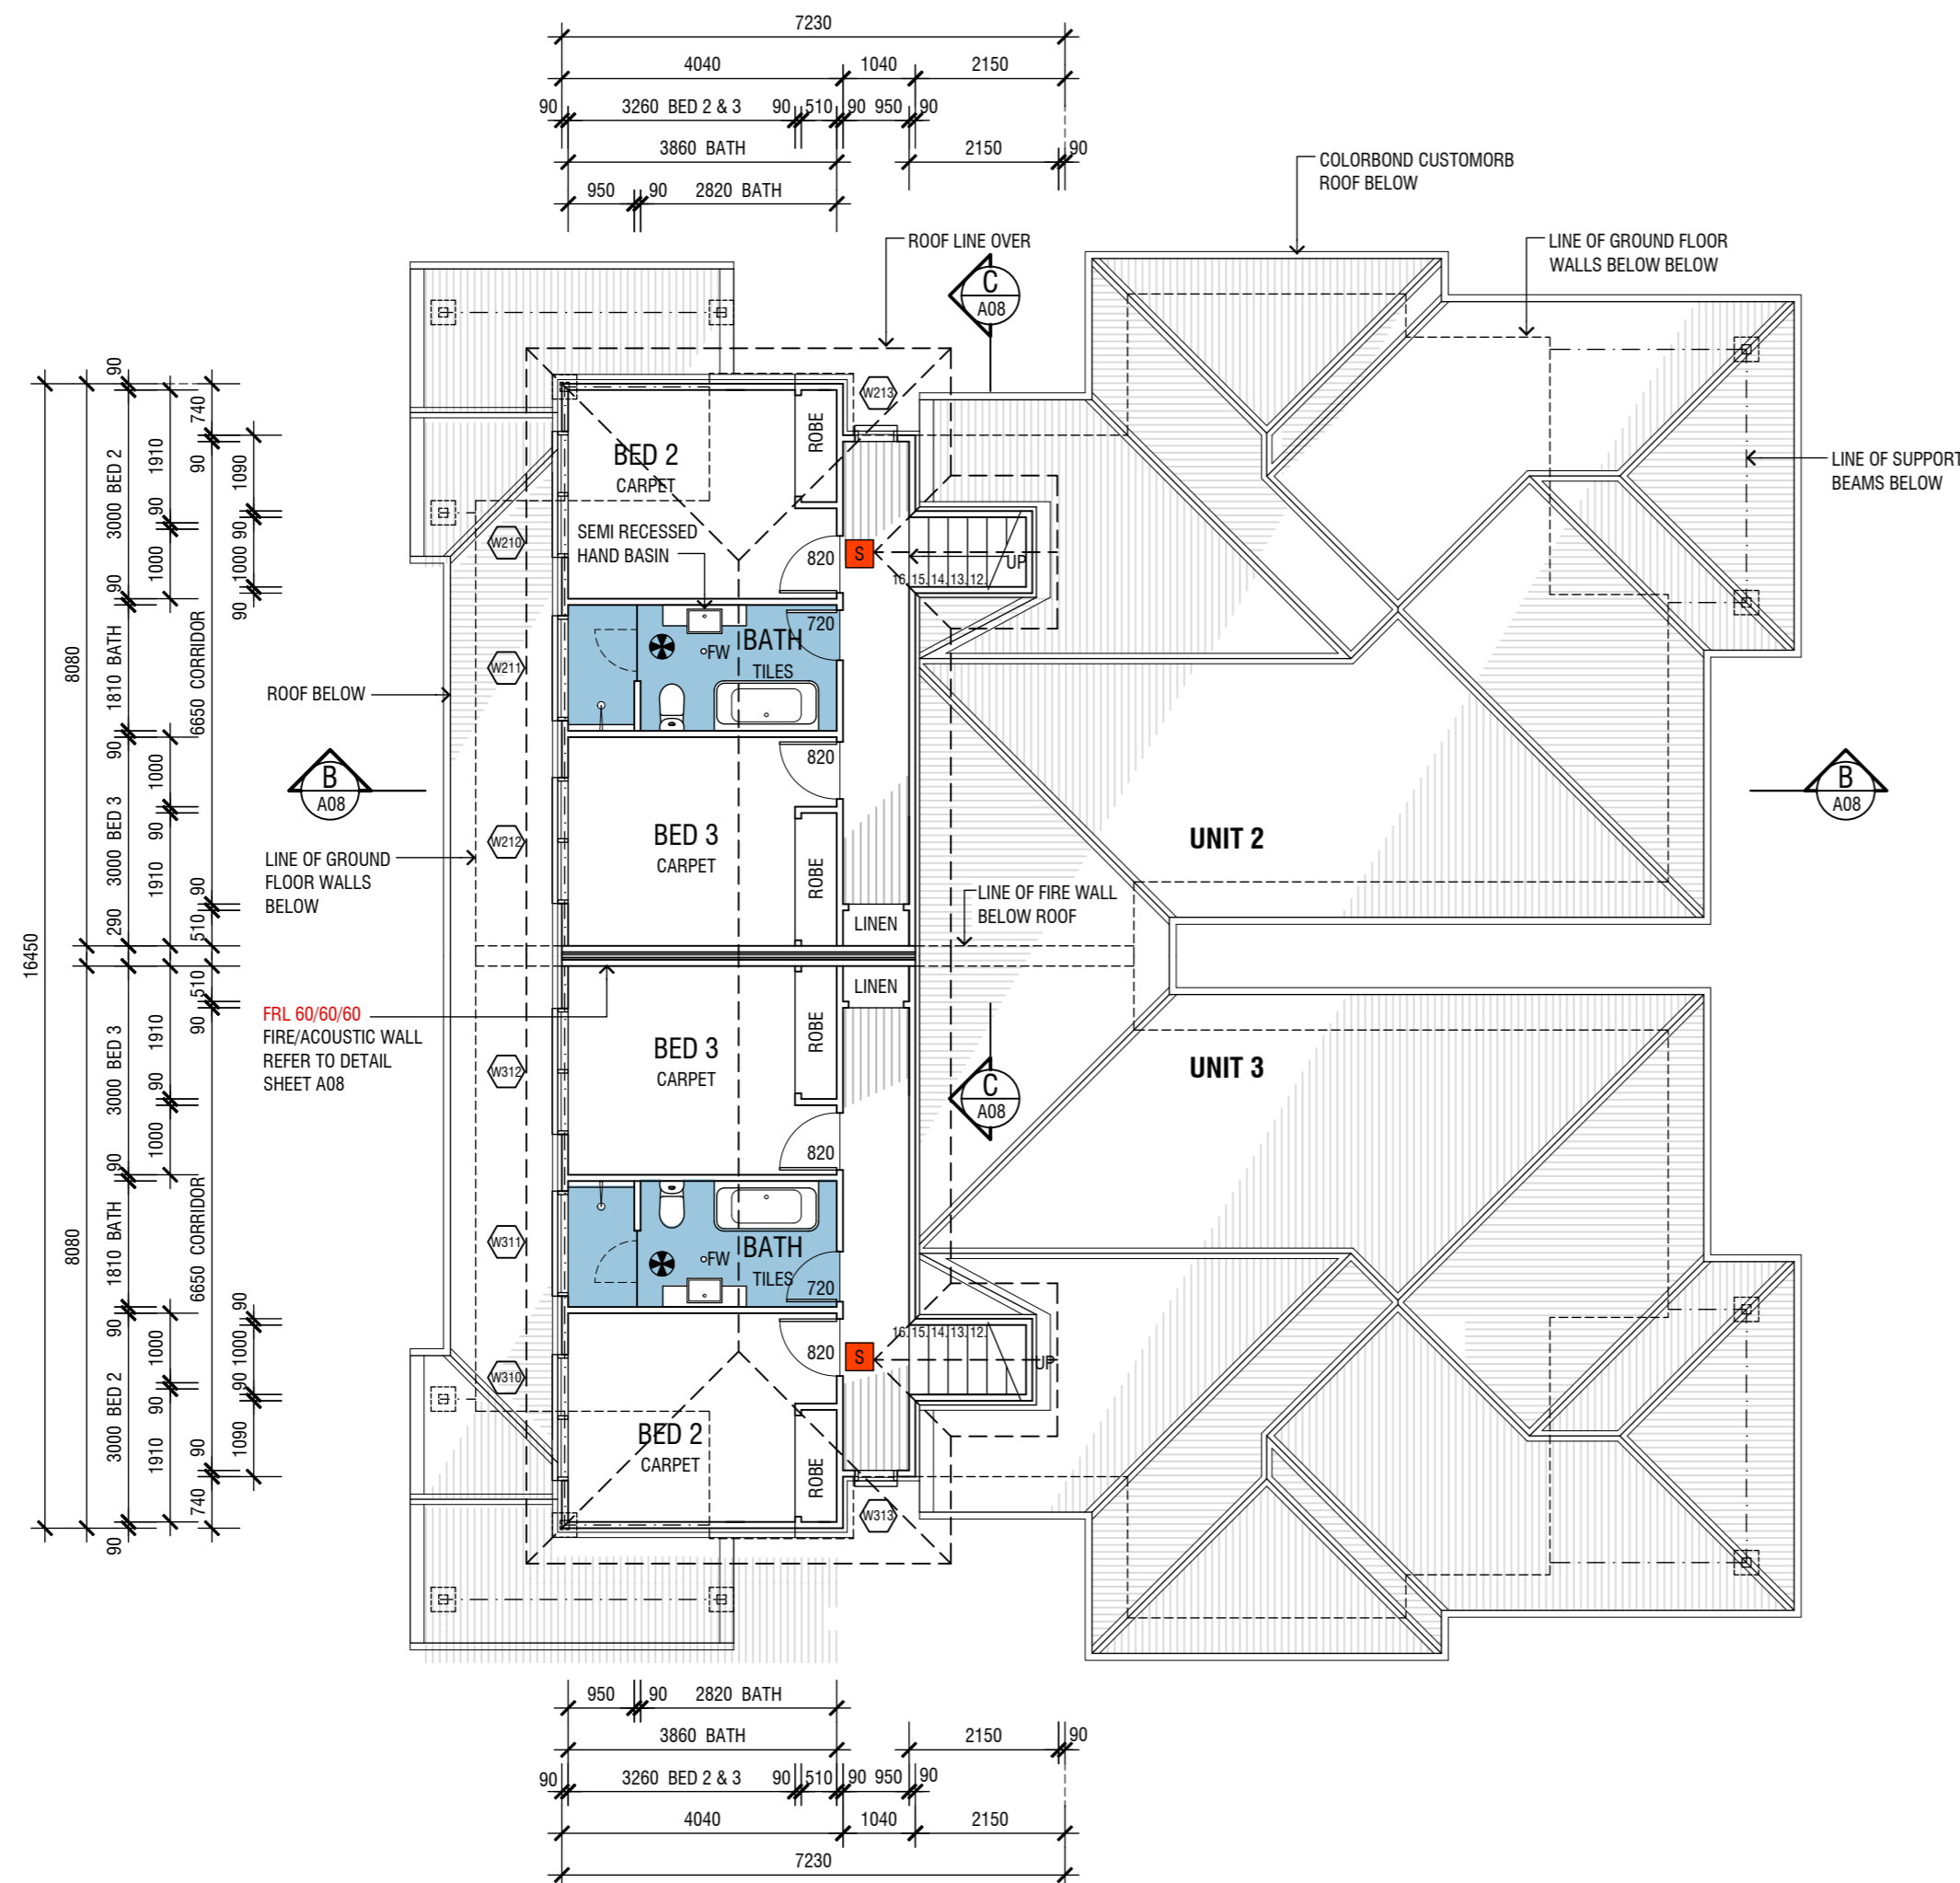 7230
4040 1040 2150
90 3260 BED 2 & 3 90 510 90 950 90
3860 BATH 2150 90
950 90 2820 BATH
COLORBOND CUSTOMORB
ROOF BELOW
ROOF LINE OVER
LINE OF GROUND FLOOR
WALLS BELOW BELOW
C
A08
LINE OF SUPPORT
BEAMS BELOW
16450
8080
8080
90
3000 BED 2
90
1810 BATH
90
3000 BED 3
290
3000 BED 3
90
1810 BATH
90
3000 BED 2
90
1910
90
1000
1000
90
1910
1910
90
1000
1000
90
1910
740
90
6650 CORRIDOR
90
510
510
90
6650 CORRIDOR
90
740
1090
90
1000
90
90
1000
90
1090
W213
BED 2
CARPET
ROBE
SEMI RECESSED
HAND BASIN
W210
820
S
UP
16. 15. 14. 13. 12.
720
BATH
FW
TILES
W211
ROOF BELOW
820
B
A08
B
A08
BED 3
CARPET
ROBE
W212
UNIT 2
LINE OF GROUND
FLOOR WALLS
BELOW
LINE OF FIRE WALL
BELOW ROOF
LINEN
LINEN
FRL 60/60/60
FIRE/ACOUSTIC WALL
REFER TO DETAIL
SHEET A08
BED 3
CARPET
ROBE
W312
UNIT 3
C
A08
820
W311
BATH
FW
TILES
720
16. 15. 14. 13. 12.
820
S
UP
W310
BED 2
CARPET
ROBE
W313
950 90 2820 BATH
3860 BATH 2150 90
90 3260 BED 2 & 3 90 510 90 950 90
4040 1040 2150
7230